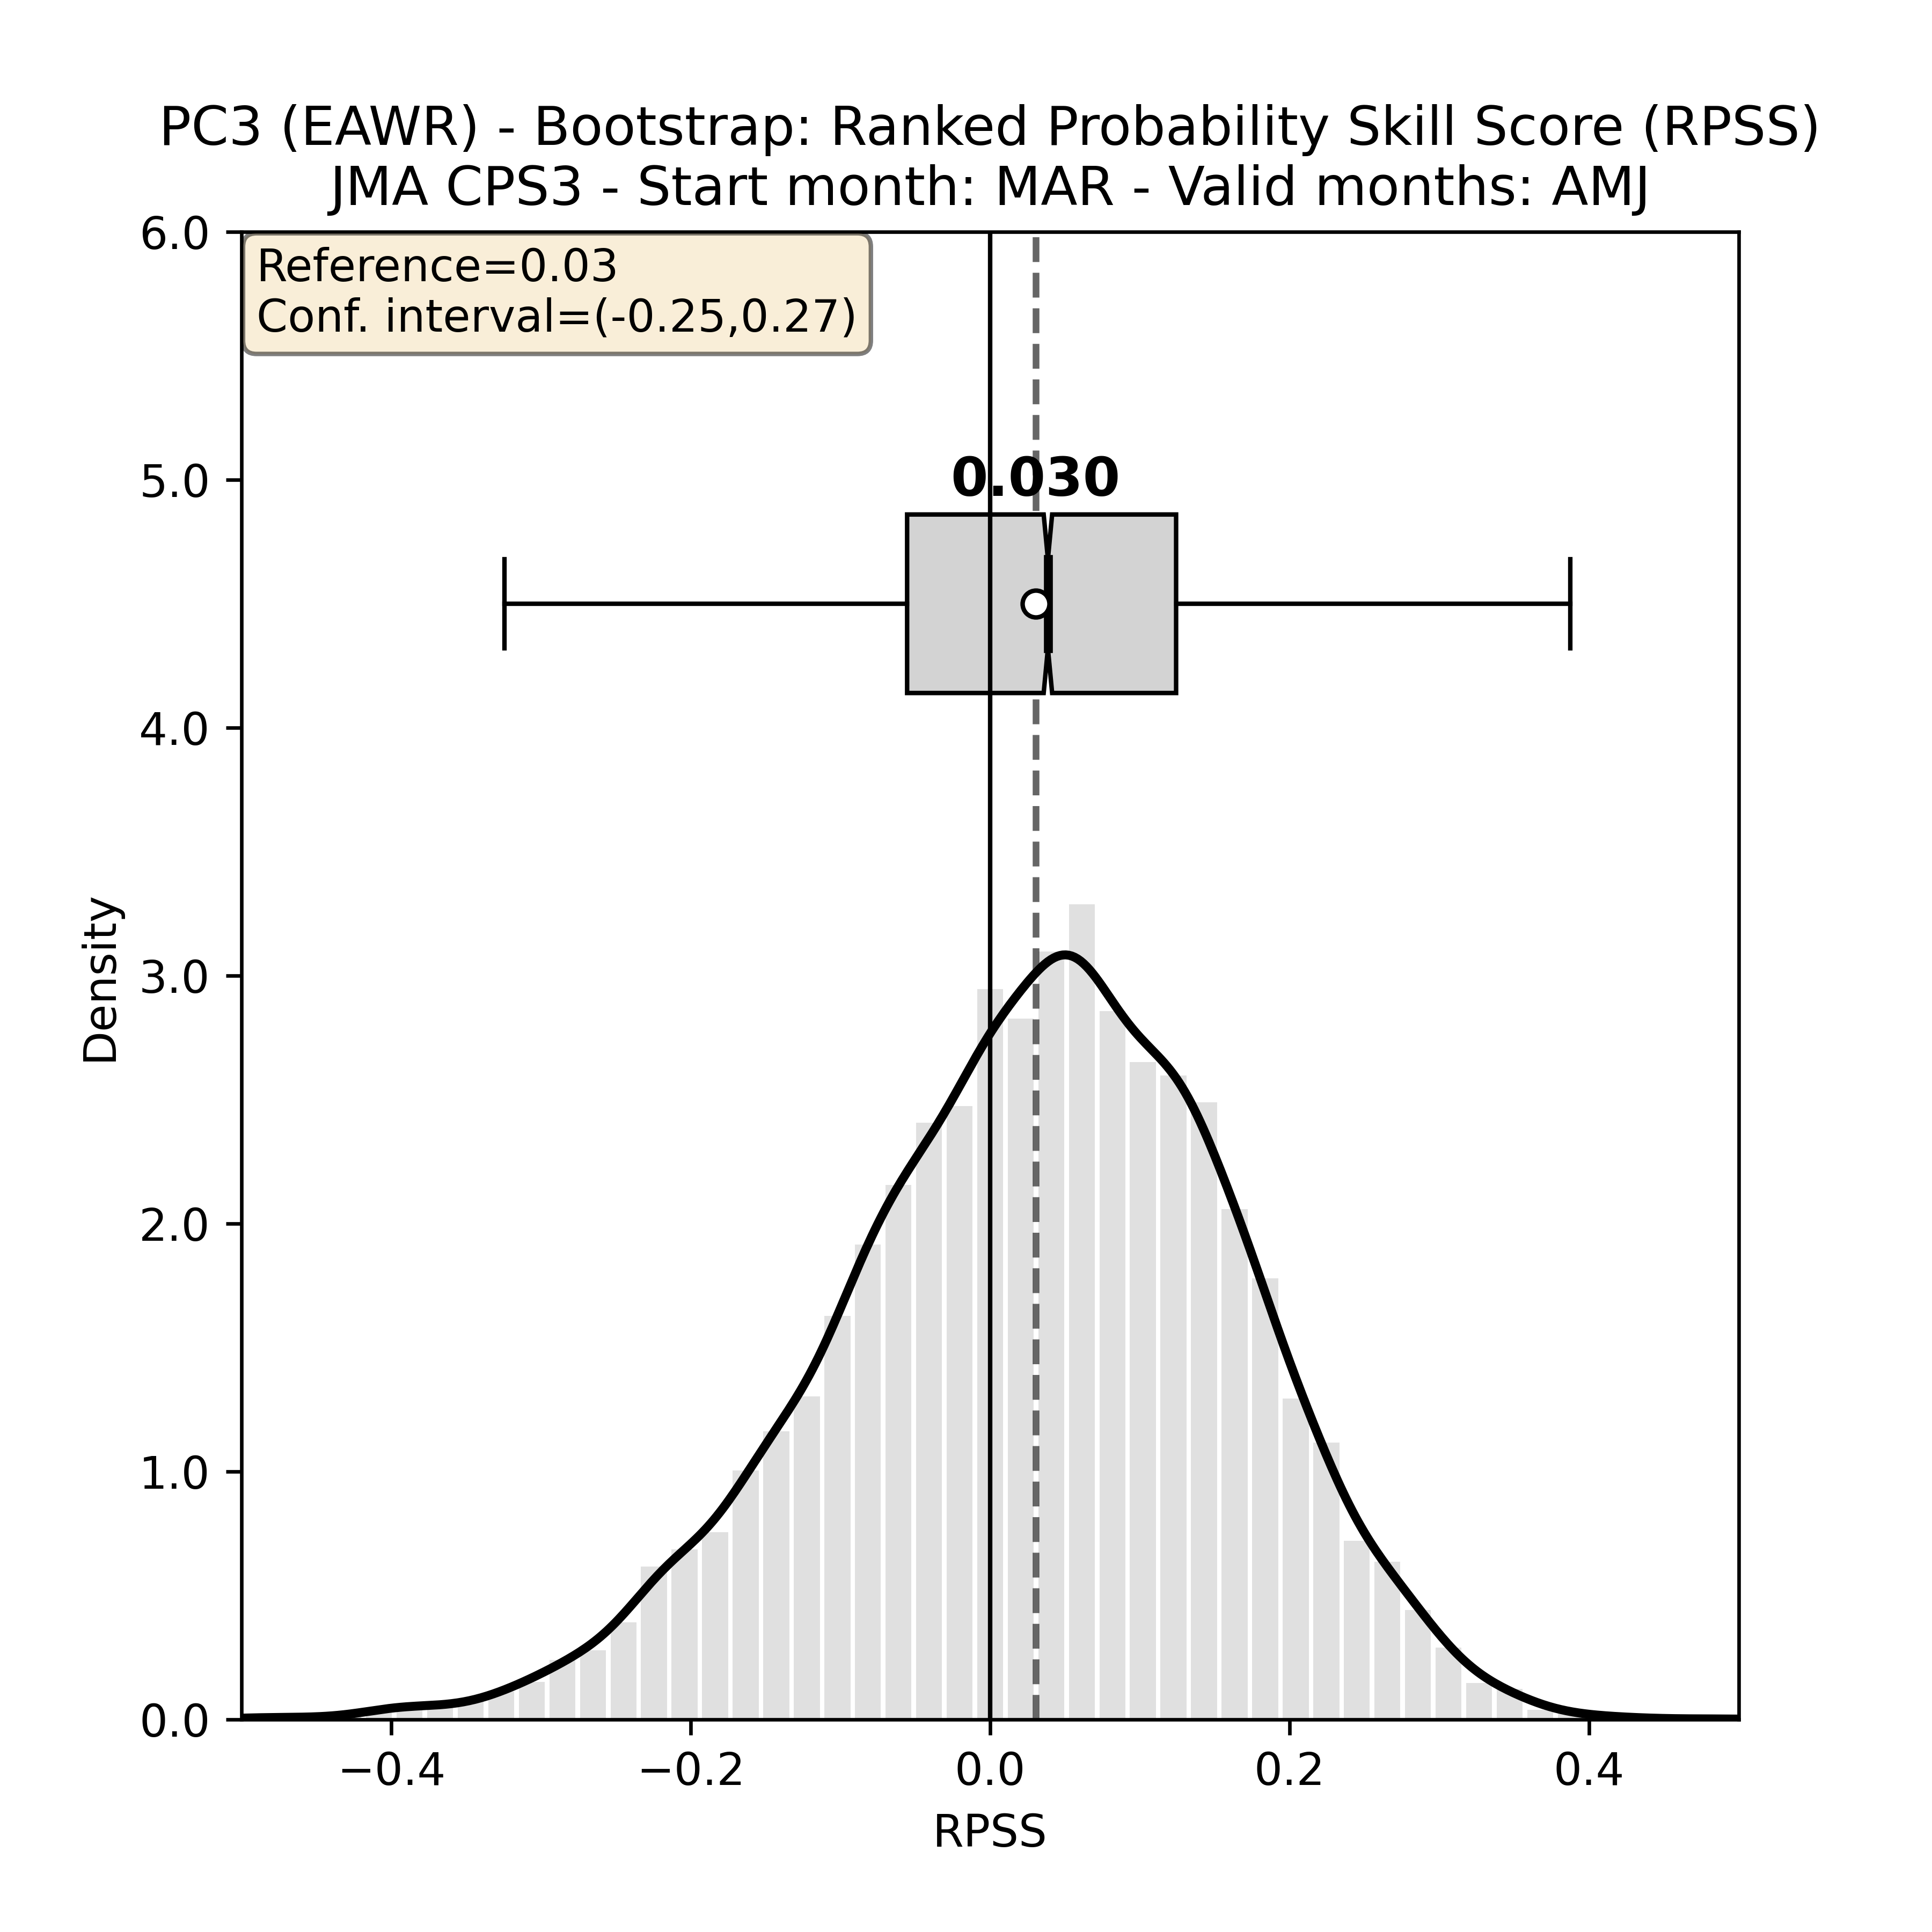 PC3 (EAWR) - Bootstrap: Ranked Probability Skill Score (RPSS)
JMA CPS3 - Start month: MAR - Valid months: AMJ
Reference=0.03
Conf. interval=(-0.25,0.27)
0.030
6.0
5.0
4.0
3.0
2.0
1.0
0.0
Density
−0.4
−0.2
0.0
0.2
0.4
RPSS